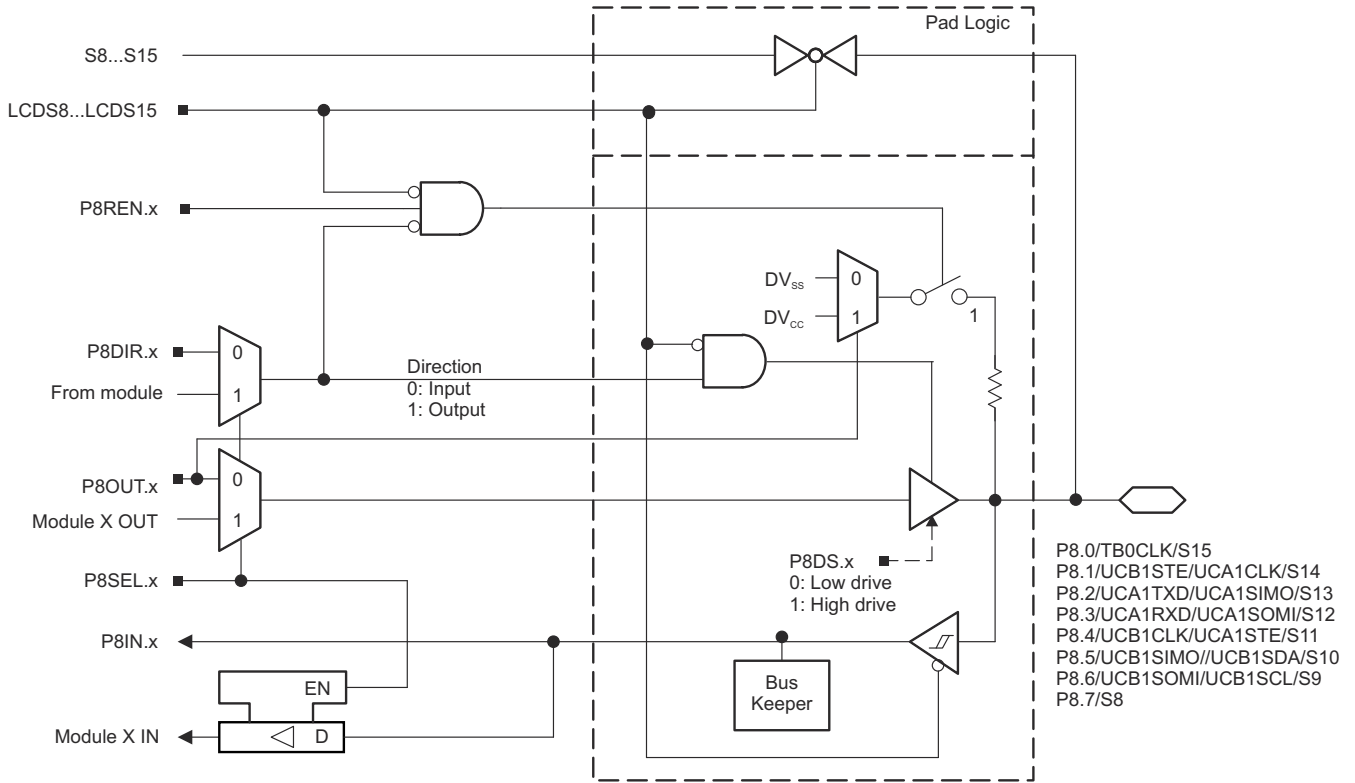 Pad Logic
S8...S15
LCDS8...LCDS15
P8REN.x
DVSS
0
DVCC
1
1
P8DIR.x
0
From module
1
Direction
0: Input
1: Output
P8OUT.x
0
Module X OUT
1
P8SEL.x
P8DS.x
0: Low drive
1: High drive
P8.0/TB0CLK/S15
P8.1/UCB1STE/UCA1CLK/S14
P8.2/UCA1TXD/UCA1SIMO/S13
P8.3/UCA1RXD/UCA1SOMI/S12
P8.4/UCB1CLK/UCA1STE/S11
P8.5/UCB1SIMO//UCB1SDA/S10
P8.6/UCB1SOMI/UCB1SCL/S9
P8.7/S8
P8IN.x
Bus
Keeper
EN
Module X IN
D